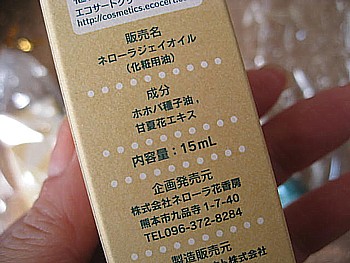 エコサートグリ
http://cosmetics.ecocert.co
販売名
ネローラジェイオイル
(化粧用油)
成分
ホホバ種子油,
甘夏花エキス
内容量：15mL
企画発売元
株式会社ネローラ花香房
熊本市九品寺1-7-40
TEL096-372-8284
製造販売元
ト株式会社